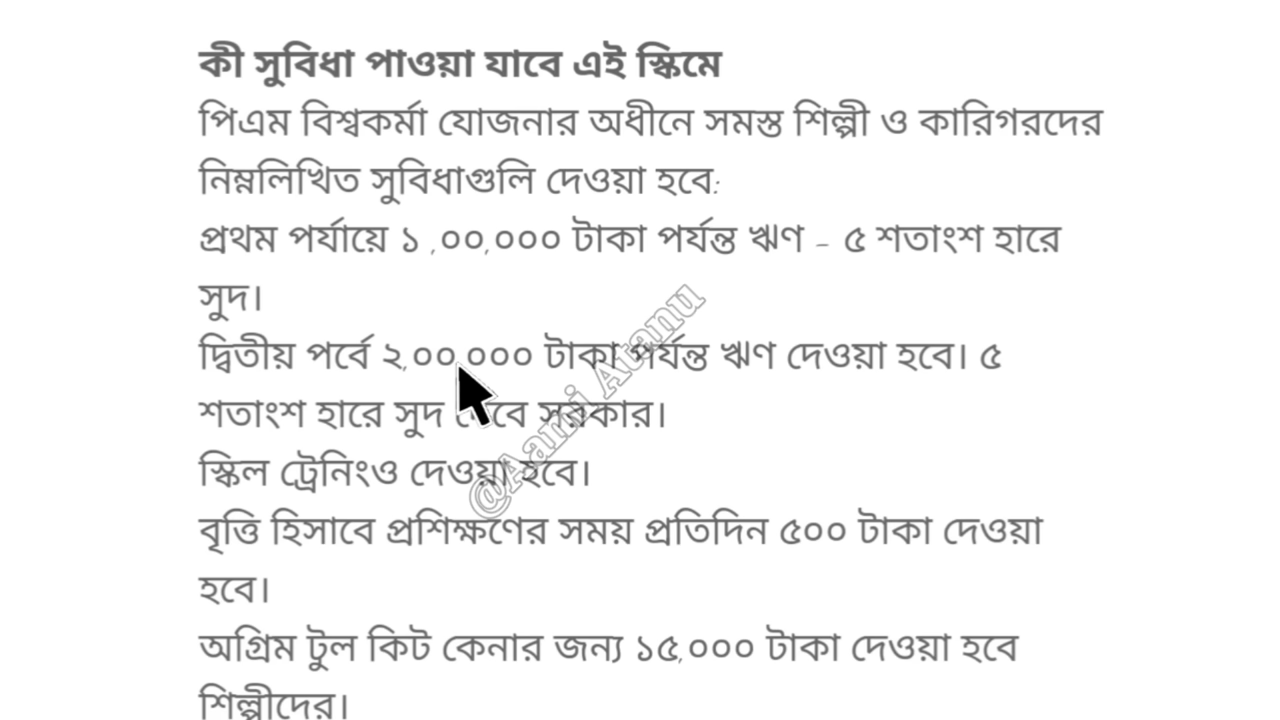 কী সুবিধা পাওয়া যাবে এই স্কিমে
পিএম বিশ্বকর্মা যোজনার অধীনে সমস্ত শিল্পী ও কারিগরদের
নিম্নলিখিত সুবিধাগুলি দেওয়া হবে:
প্রথম পর্যায়ে ১ ,০০,০০০ টাকা পর্যন্ত ঋণ – ৫ শতাংশ হারে
সুদ।
দ্বিতীয় পর্বে ২,০০,০০০ টাকা পর্যন্ত ঋণ দেওয়া হবে। ৫
শতাংশ হারে সুদ সরকার।
স্কিল ট্রেনিংও দেওয়া হবে।
বৃত্তি হিসাবে প্রশিক্ষণের সময় প্রতিদিন ৫০০ টাকা দেওয়া
হবে।
অগ্রিম টুল কিট কেনার জন্য ১৫,০০০ টাকা দেওয়া হবে
শিল্পীদের।
@Aami Atanu